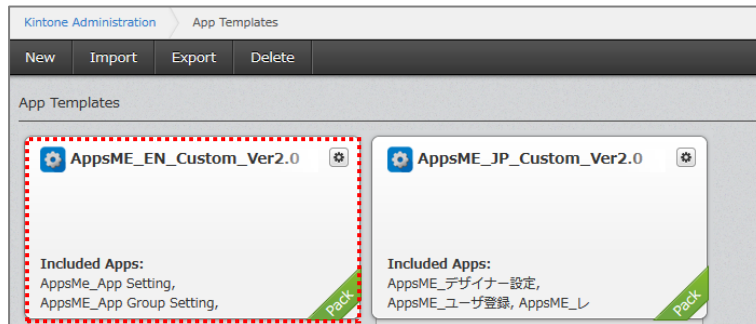 Kintone Administration App Templates
New Import Export Delete
App Templates
AppsME_EN_Custom_Ver2.0
Included Apps:
AppsMe_App Setting,
AppsME_App Group Setting,
Pack
AppsME_JP_Custom_Ver2.0
Included Apps:
AppsME_デザイナー設定,
AppsME_ユーザ登録, AppsME_レ
Pack